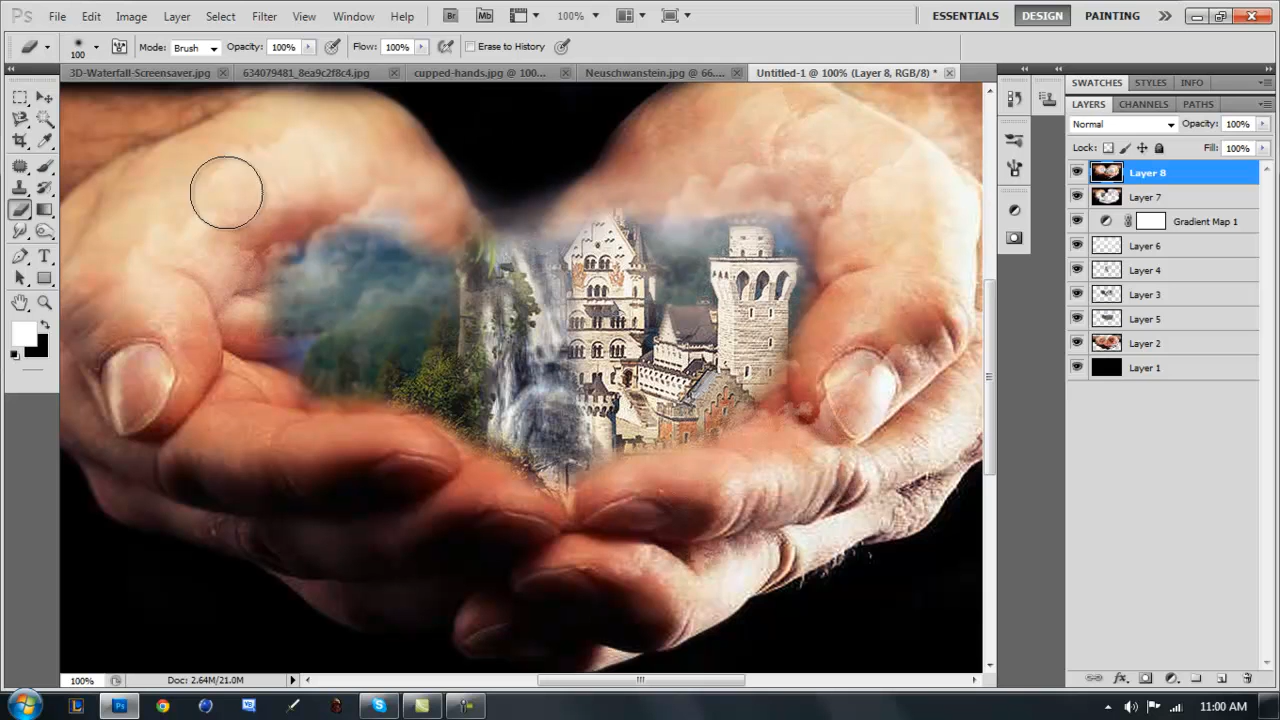 Ps File Edit Image Layer Select Filter View Window Help Br Mb 100% ESSENTIALS DESIGN PAINTING
100 Mode: Brush Opacity: 100% Flow: 100% Erase to History
3D-Waterfall-Screensaver.jpg 634079481_8ea9c2f8c4.jpg cupped-hands.jpg @ 100... Neuschwanstein.jpg @ 66.... Untitled-1 @ 100% (Layer 8, RGB/8) *
SWATCHES STYLES INFO
LAYERS CHANNELS PATHS
Normal Opacity: 100%
Lock: Fill: 100%
Layer 8
Layer 7
Gradient Map 1
Layer 6
Layer 4
Layer 3
Layer 5
Layer 2
Layer 1
T
100% Doc: 2.64M/21.0M
fx
L Ps S 11:00 AM